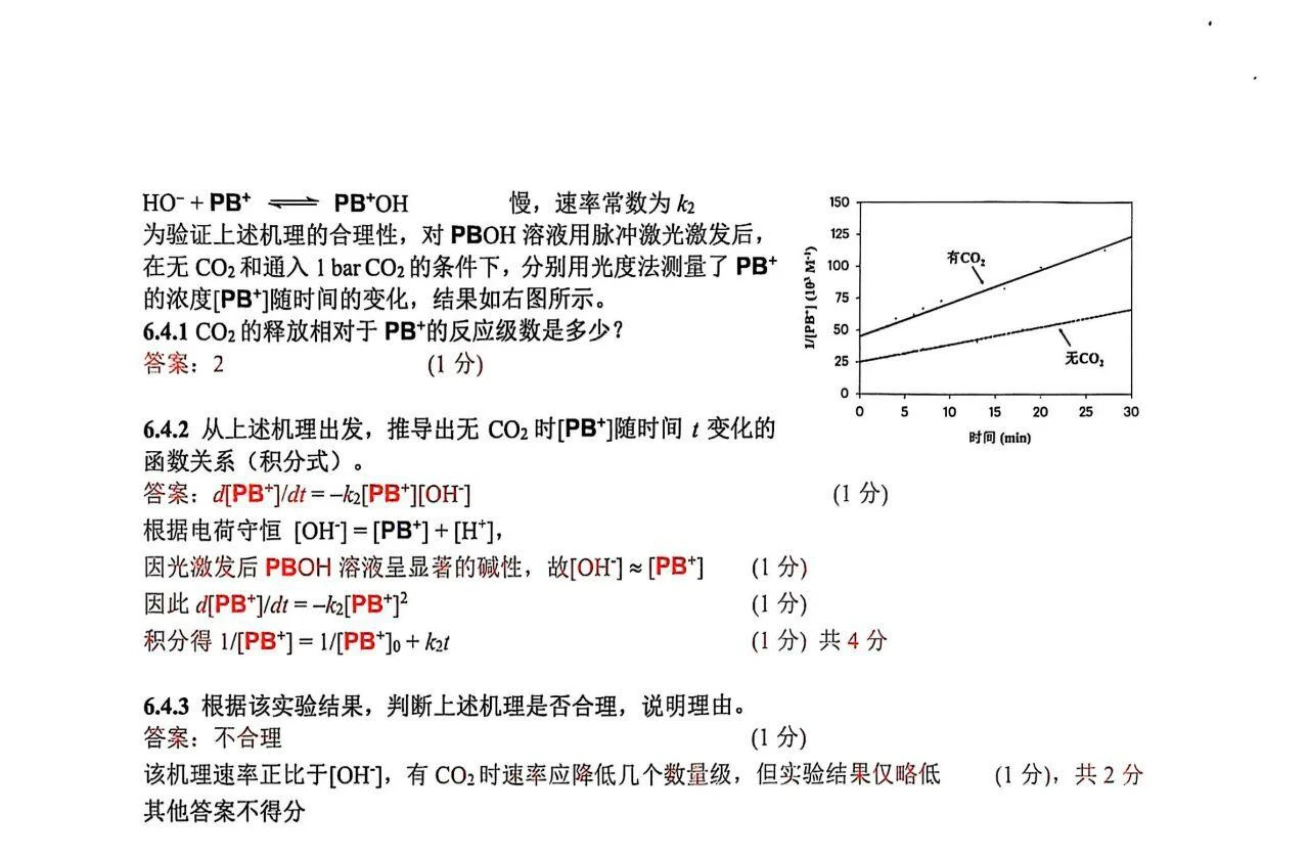 HO⁻ + PB⁺ ⇌ PB⁺OH 慢，速率常数为 k₂
为验证上述机理的合理性，对 PBOH 溶液用脉冲激光激发后，
在无 CO₂ 和通入 1 bar CO₂ 的条件下，分别用光度法测量了 PB⁺
的浓度[PB⁺]随时间的变化，结果如右图所示。
6.4.1 CO₂ 的释放相对于 PB⁺的反应级数是多少？
答案：2 (1 分)
150
125
100
75
50
25
0
1/[PB⁺] (10³ M⁻¹)
有CO₂
无CO₂
0 5 10 15 20 25 30
时间 (min)
6.4.2 从上述机理出发，推导出无 CO₂ 时[PB⁺]随时间 t 变化的
函数关系（积分式）。
答案：d[PB⁺]/dt = –k₂[PB⁺][OH⁻] (1 分)
根据电荷守恒 [OH⁻] = [PB⁺] + [H⁺]，
因光激发后 PBOH 溶液呈显著的碱性，故[OH⁻] ≈ [PB⁺] (1 分)
因此 d[PB⁺]/dt = –k₂[PB⁺]² (1 分)
积分得 1/[PB⁺] = 1/[PB⁺]₀ + k₂t (1 分) 共 4 分
6.4.3 根据该实验结果，判断上述机理是否合理，说明理由。
答案：不合理 (1 分)
该机理速率正比于[OH⁻]，有 CO₂ 时速率应降低几个数量级，但实验结果仅略低 (1 分)，共 2 分
其他答案不得分